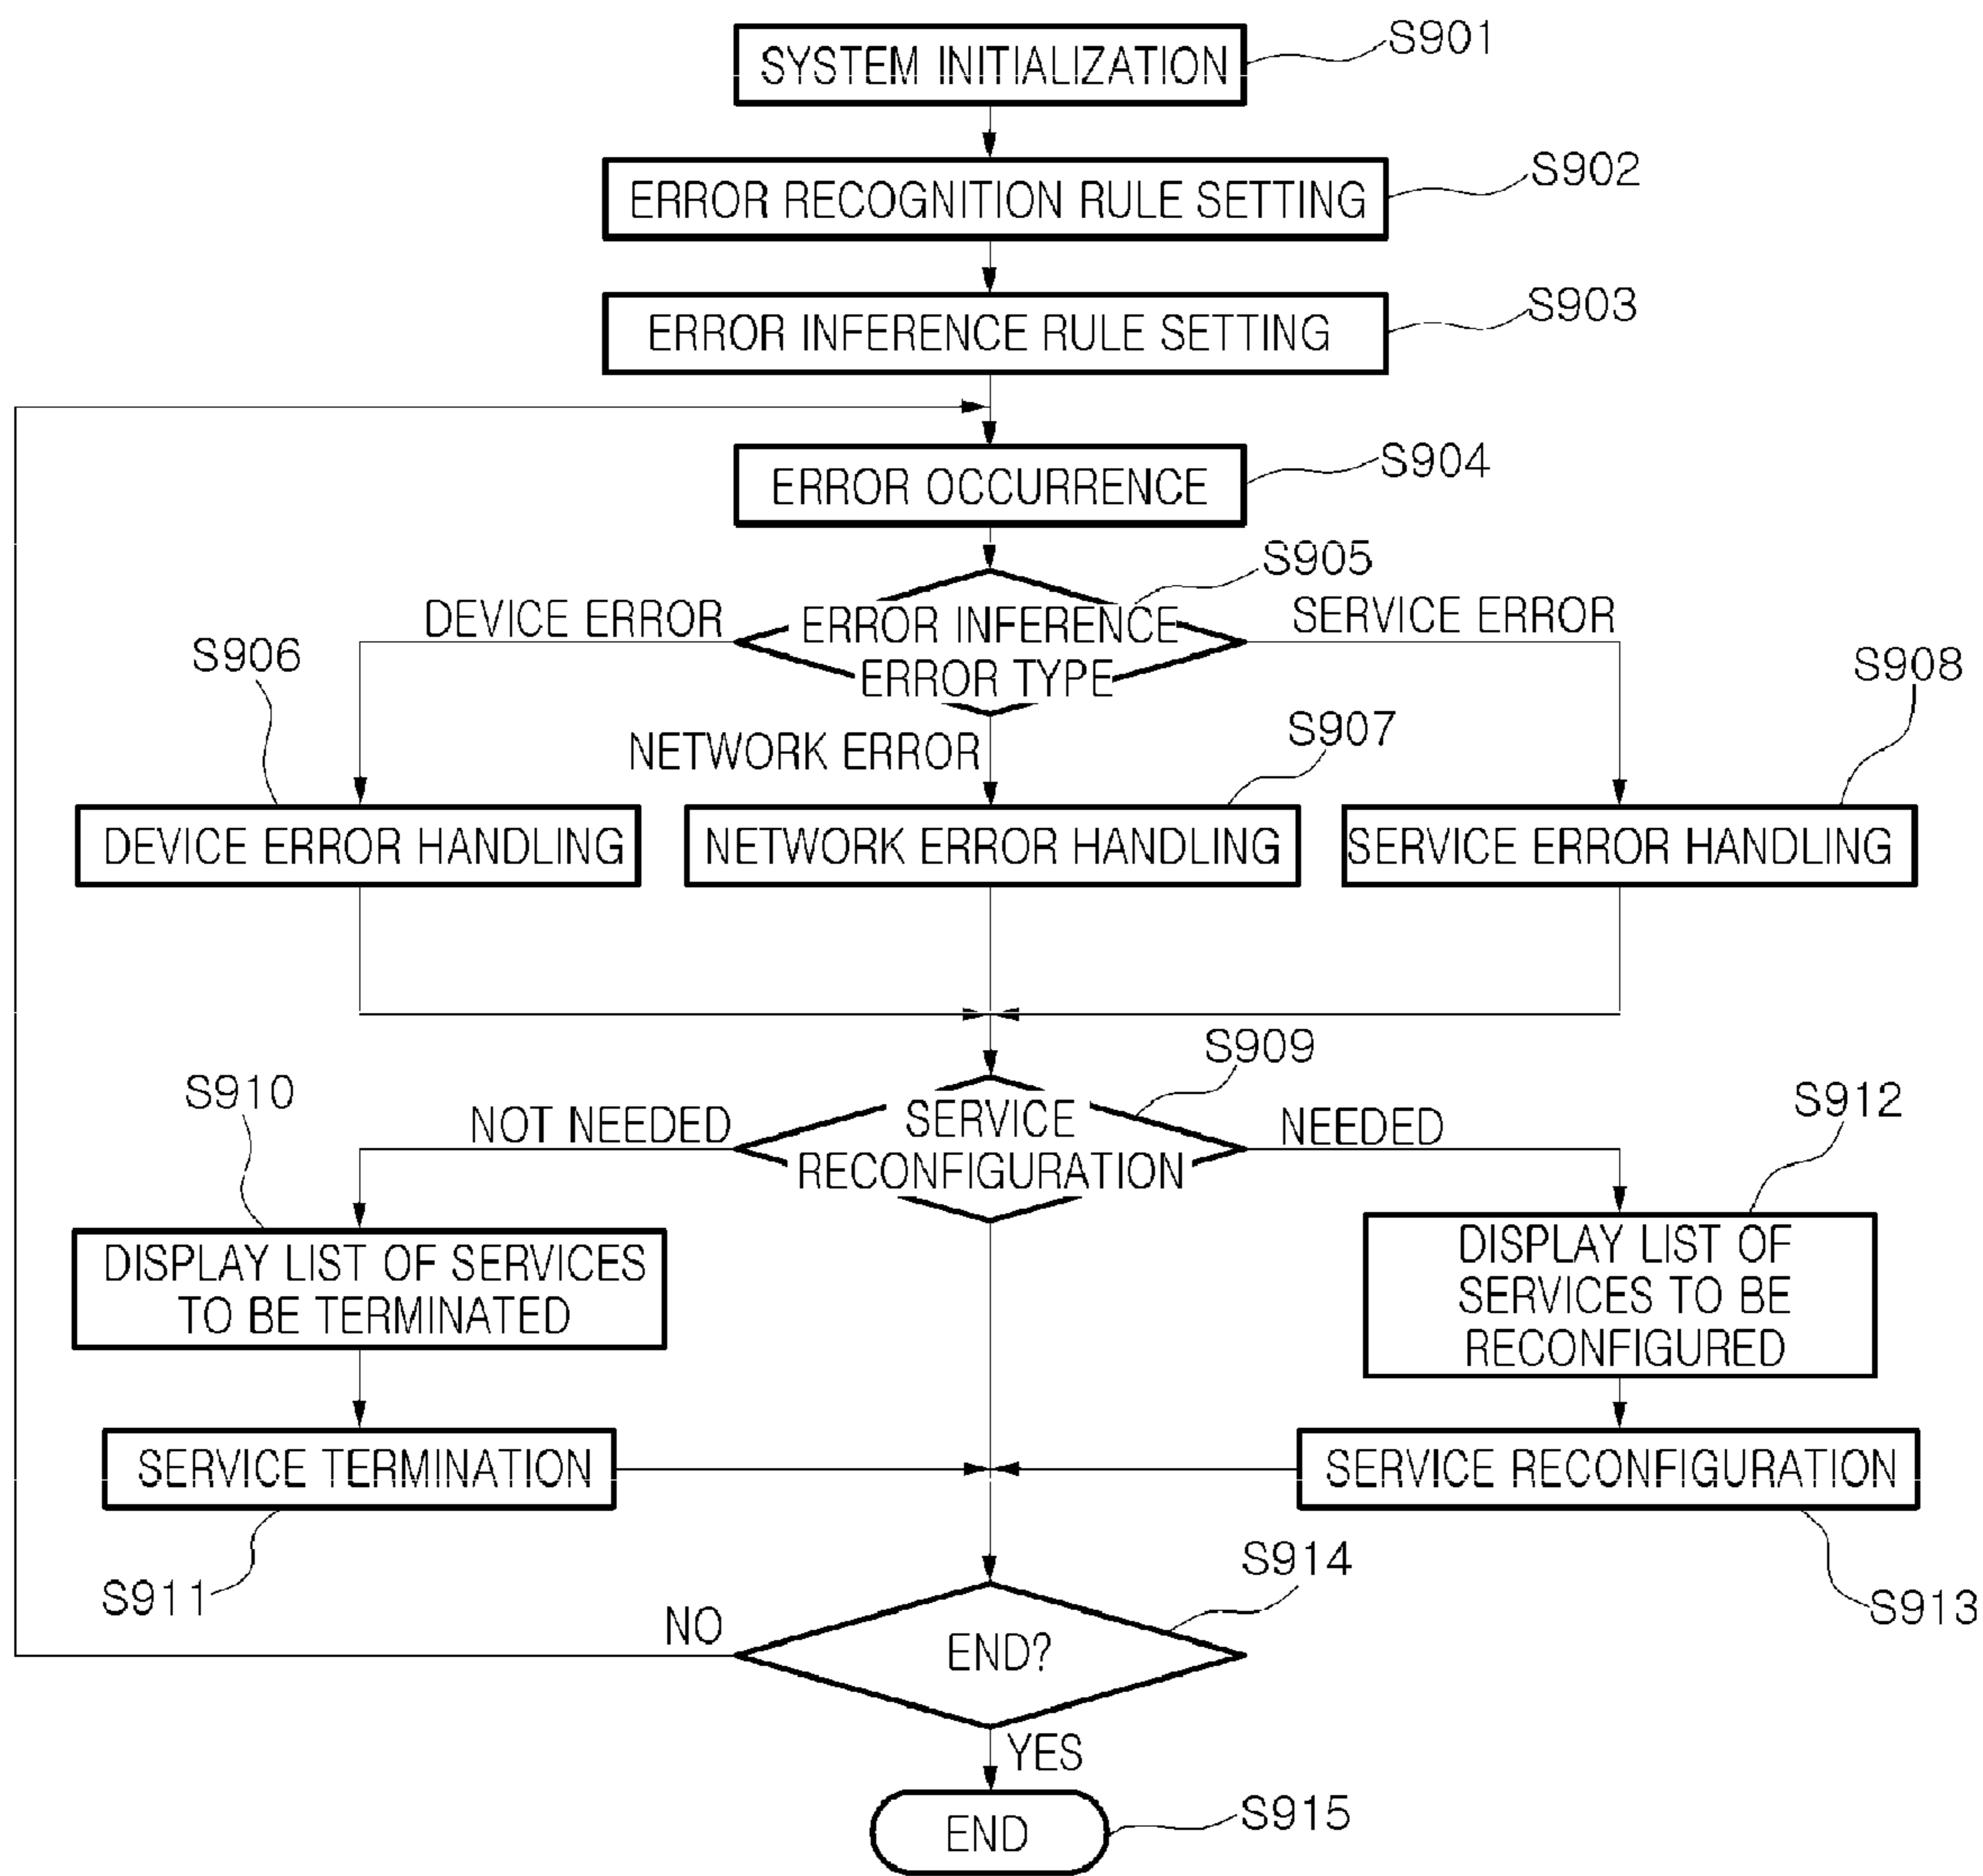 SYSTEM INITIALIZATION
S901
ERROR RECOGNITION RULE SETTING
S902
ERROR INFERENCE RULE SETTING
S903
ERROR OCCURRENCE
S904
S905
DEVICE ERROR
ERROR INFERENCE
ERROR TYPE
SERVICE ERROR
S906
NETWORK ERROR
S907
S908
DEVICE ERROR HANDLING
NETWORK ERROR HANDLING
SERVICE ERROR HANDLING
S909
S910
NOT NEEDED
SERVICE
RECONFIGURATION
NEEDED
S912
DISPLAY LIST OF SERVICES
TO BE TERMINATED
DISPLAY LIST OF
SERVICES TO BE
RECONFIGURED
SERVICE TERMINATION
SERVICE RECONFIGURATION
S911
S914
S913
NO
END?
YES
END
S915